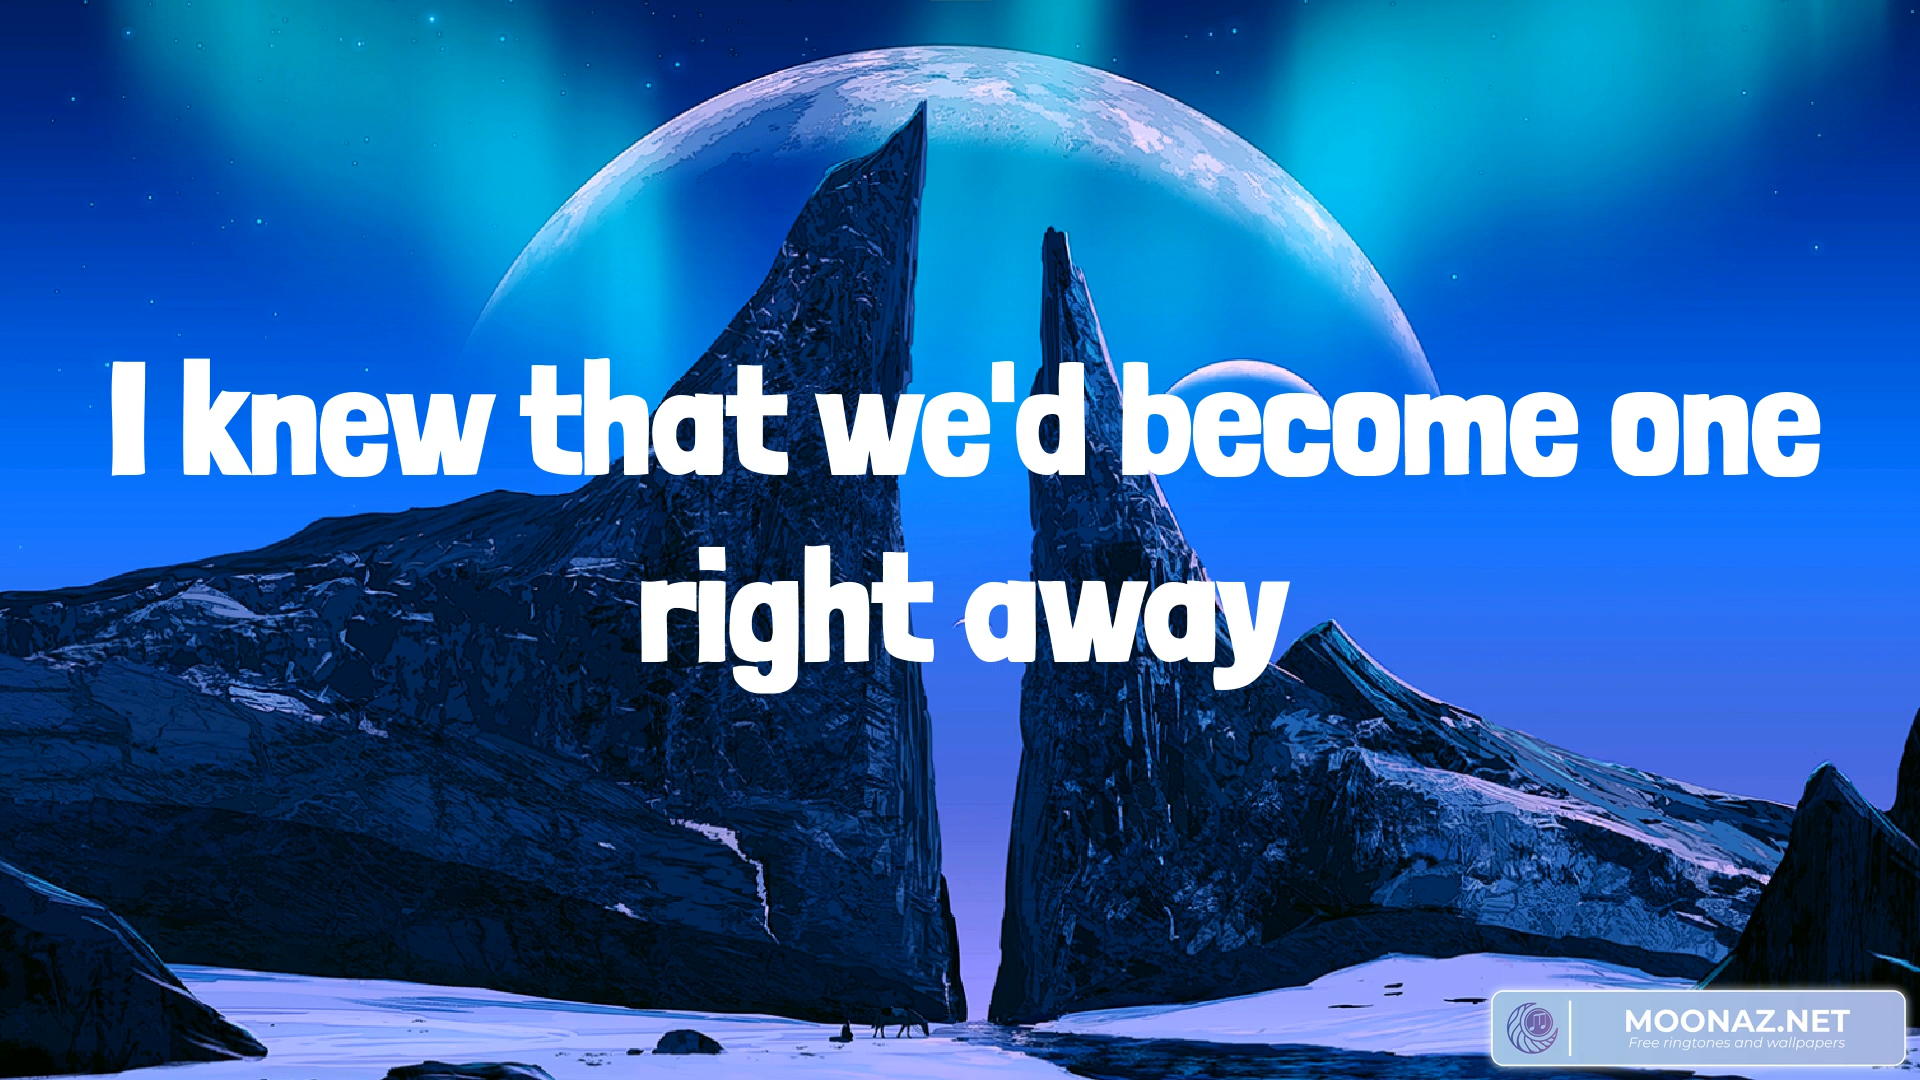 I knew that we'd become one
right away
MOONAZ.NET
Free ringtones and wallpapers